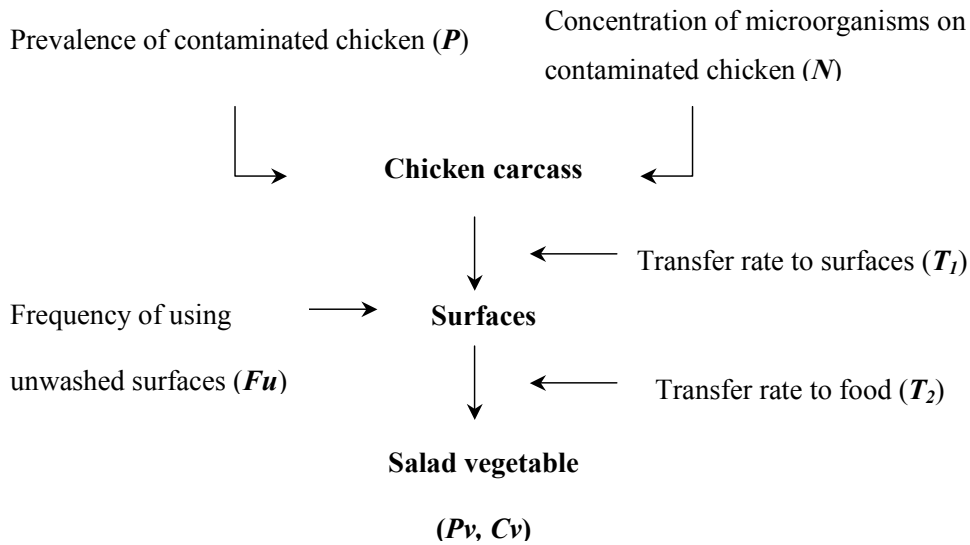 Prevalence of contaminated chicken (P)
Concentration of microorganisms on
contaminated chicken (N)
Chicken carcass
Transfer rate to surfaces (T1)
Frequency of using
unwashed surfaces (Fu)
Surfaces
Transfer rate to food (T2)
Salad vegetable
(Pv, Cv)